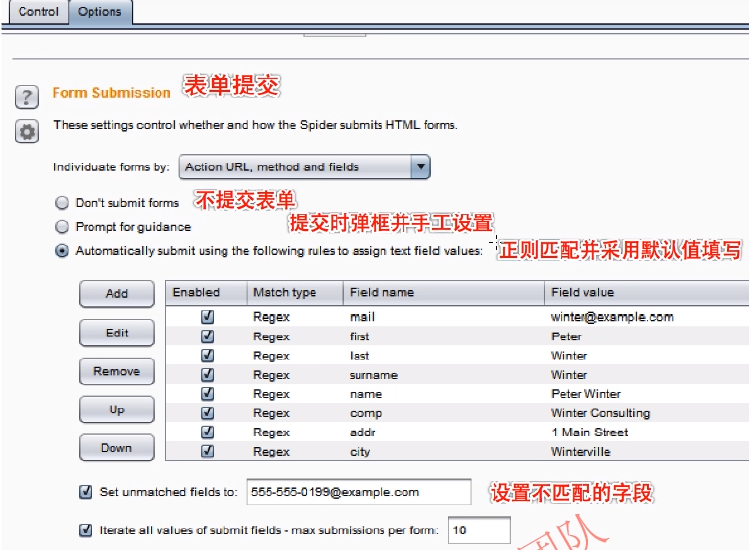 Control Options
Form Submission 表单提交
These settings control whether and how the Spider submits HTML forms.
Individuate forms by: Action URL, method and fields
Don't submit forms 不提交表单
Prompt for guidance 提交时弹框并手工设置
Automatically submit using the following rules to assign text field values: 正则匹配并采用默认值填写
Add Enabled Match type Field name Field value
Regex mail winter@example.com
Edit Regex first Peter
Regex last Winter
Remove Regex surname Winter
Regex name Peter Winter
Up Regex comp Winter Consulting
Regex addr 1 Main Street
Down Regex city Winterville
Set unmatched fields to: 555-555-0199@example.com 设置不匹配的字段
Iterate all values of submit fields - max submissions per form: 10
团队